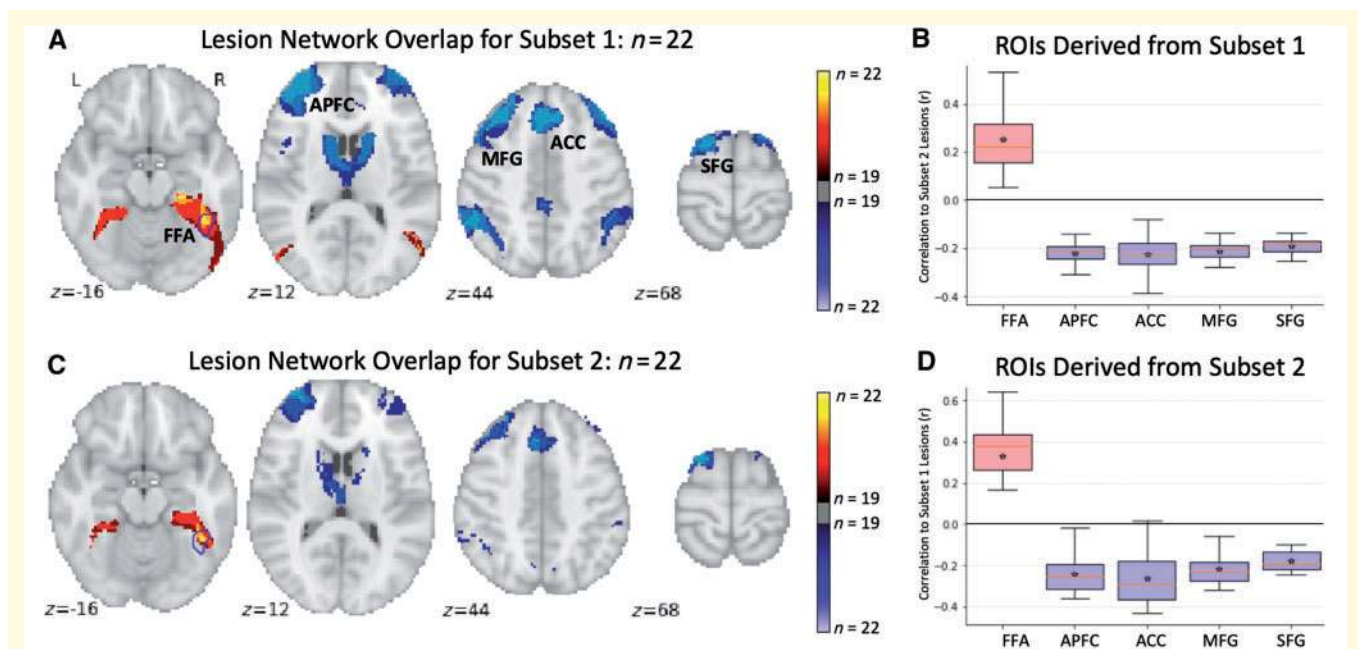 A
Lesion Network Overlap for Subset 1: n=22
L
R
FFA
APFC
MFG
ACC
SFG
z=-16
z=12
z=44
z=68
n=22
n=19
n=19
n=22
B
ROIs Derived from Subset 1
Correlation to Subset 2 Lesions (r)
0.4
0.2
0.0
−0.2
−0.4
FFA APFC ACC MFG SFG
C
Lesion Network Overlap for Subset 2: n=22
z=-16
z=12
z=44
z=68
n=22
n=19
n=19
n=22
D
ROIs Derived from Subset 2
Correlation to Subset 1 Lesions (r)
0.6
0.4
0.2
0.0
−0.2
−0.4
FFA APFC ACC MFG SFG